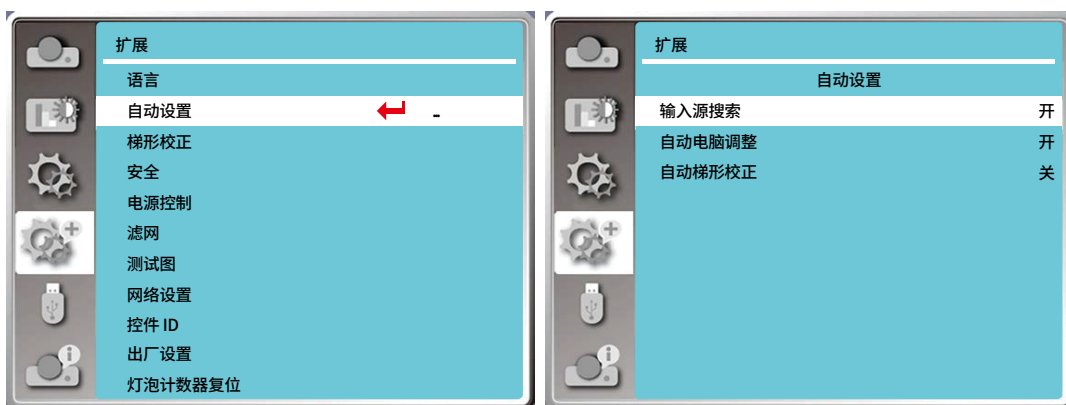 扩展
语言
自动设置
梯形校正
安全
电源控制
滤网
测试图
网络设置
控件 ID
出厂设置
灯泡计数器复位
扩展
自动设置
输入源搜索 开
自动电脑调整 开
自动梯形校正 关